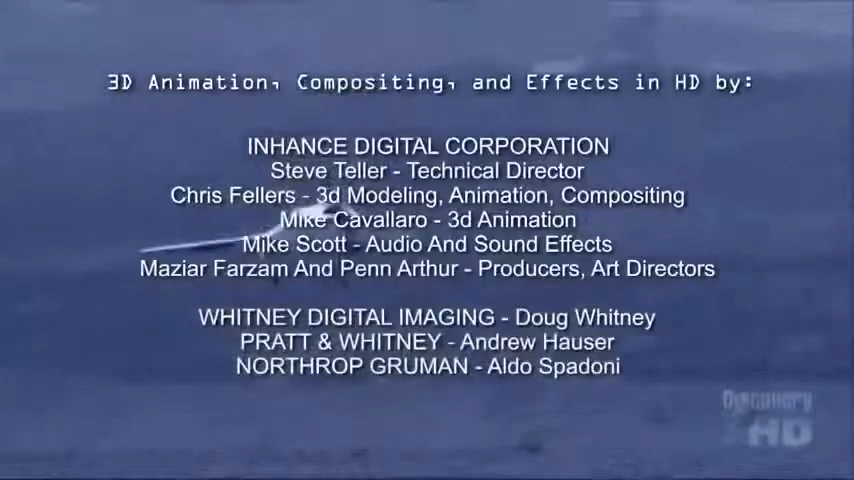 3D Animation, Compositing, and Effects in HD by:
INHANCE DIGITAL CORPORATION
Steve Teller - Technical Director
Chris Fellers - 3d Modeling, Animation, Compositing
Mike Cavallaro - 3d Animation
Mike Scott - Audio And Sound Effects
Maziar Farzam And Penn Arthur - Producers, Art Directors
WHITNEY DIGITAL IMAGING - Doug Whitney
PRATT & WHITNEY - Andrew Hauser
NORTHROP GRUMAN - Aldo Spadoni
Discovery
HD